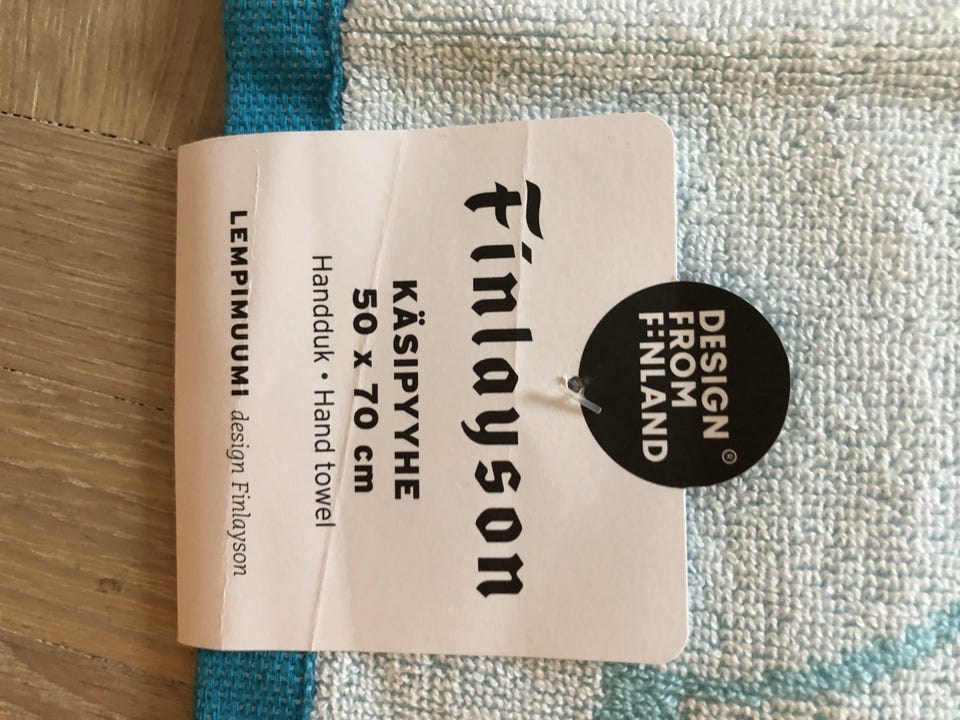 DESIGN
FROM
FINLAND
®
Finlayson
KÄSIPYYHE
50 x 70 cm
Handduk • Hand towel
LEMPIMUUMI design Finlayson